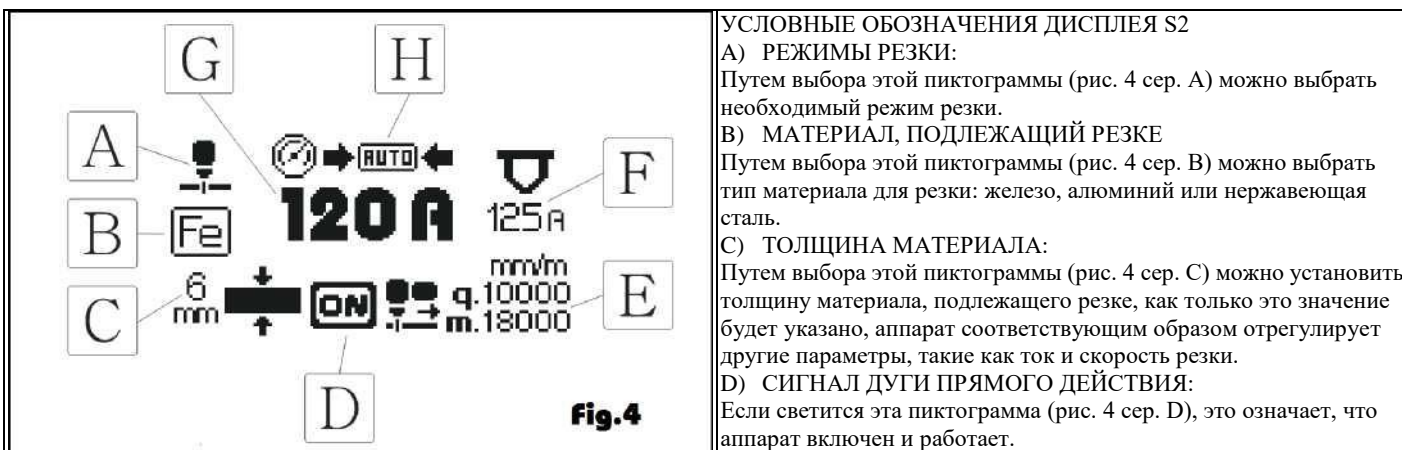 G
H
A
AUTO
F
120 A
125A
B
Fe
mm/m
6
mm
ON
q.10000
m.18000
E
C
D
Fig.4
УСЛОВНЫЕ ОБОЗНАЧЕНИЯ ДИСПЛЕЯ S2
A) РЕЖИМЫ РЕЗКИ:
Путем выбора этой пиктограммы (рис. 4 сер. A) можно выбрать
необходимый режим резки.
B) МАТЕРИАЛ, ПОДЛЕЖАЩИЙ РЕЗКЕ
Путем выбора этой пиктограммы (рис. 4 сер. B) можно выбрать
тип материала для резки: железо, алюминий или нержавеющая
сталь.
C) ТОЛЩИНА МАТЕРИАЛА:
Путем выбора этой пиктограммы (рис. 4 сер. C) можно установить
толщину материала, подлежащего резке, как только это значение
будет указано, аппарат соответствующим образом отрегулирует
другие параметры, такие как ток и скорость резки.
D) СИГНАЛ ДУГИ ПРЯМОГО ДЕЙСТВИЯ:
Если светится эта пиктограмма (рис. 4 сер. D), это означает, что
аппарат включен и работает.